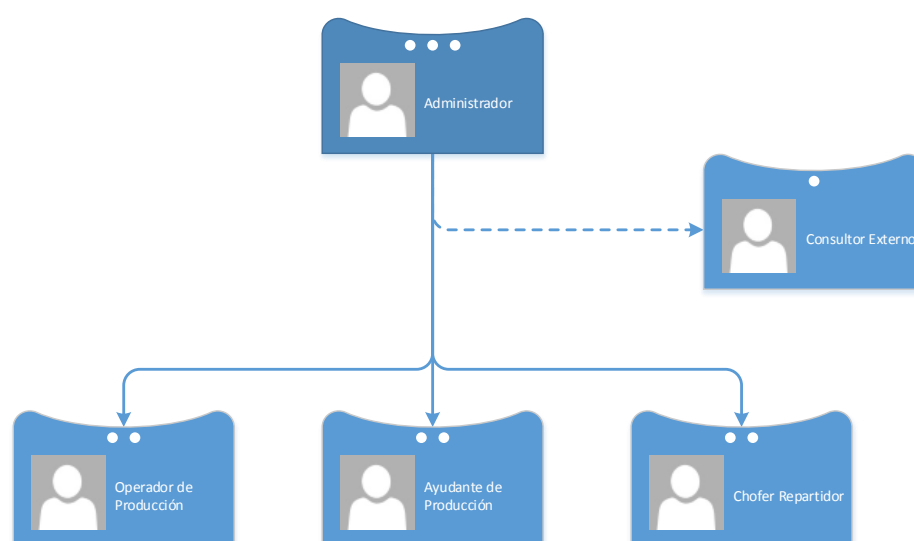 Administrador
Consultor Externo
Operador de
Producción
Ayudante de
Producción
Chofer Repartidor